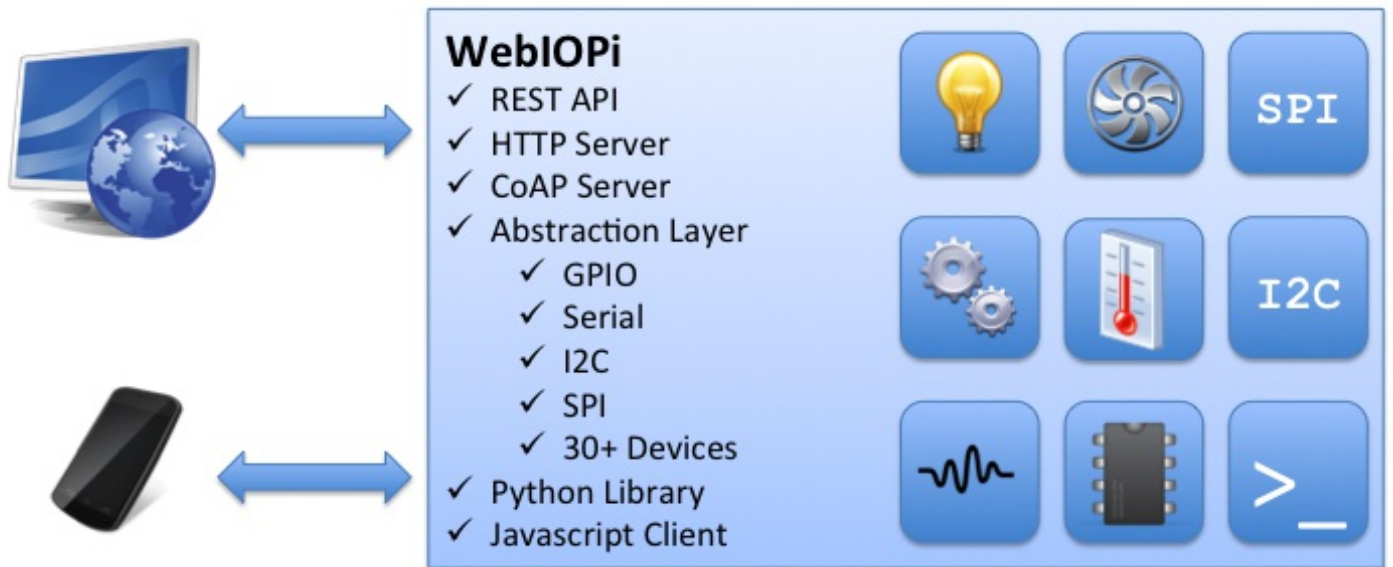 WebIOPi
✓ REST API
✓ HTTP Server
✓ CoAP Server
✓ Abstraction Layer
✓ GPIO
✓ Serial
✓ I2C
✓ SPI
✓ 30+ Devices
✓ Python Library
✓ Javascript Client
SPI
I2C
>_